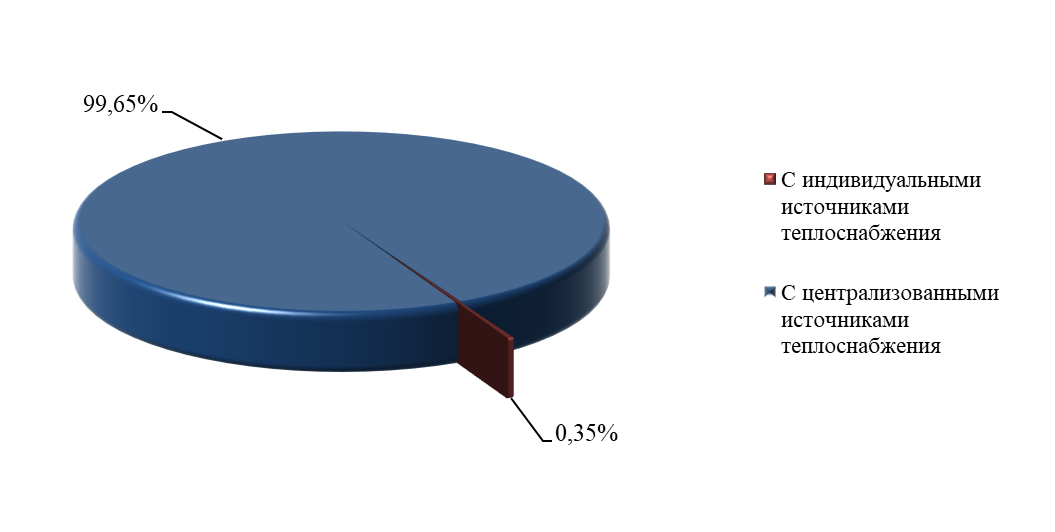 99,65%
С индивидуальными
источниками
теплоснабжения
С централизованными
источниками
теплоснабжения
0,35%